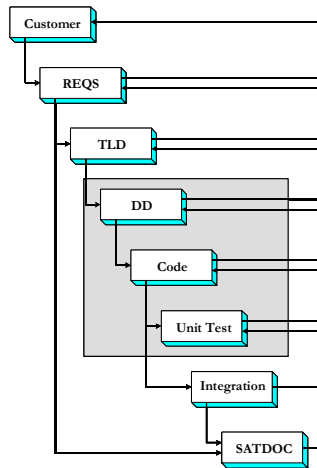 Customer
REQS
TLD
DD
Code
Unit Test
Integration
SATDOC